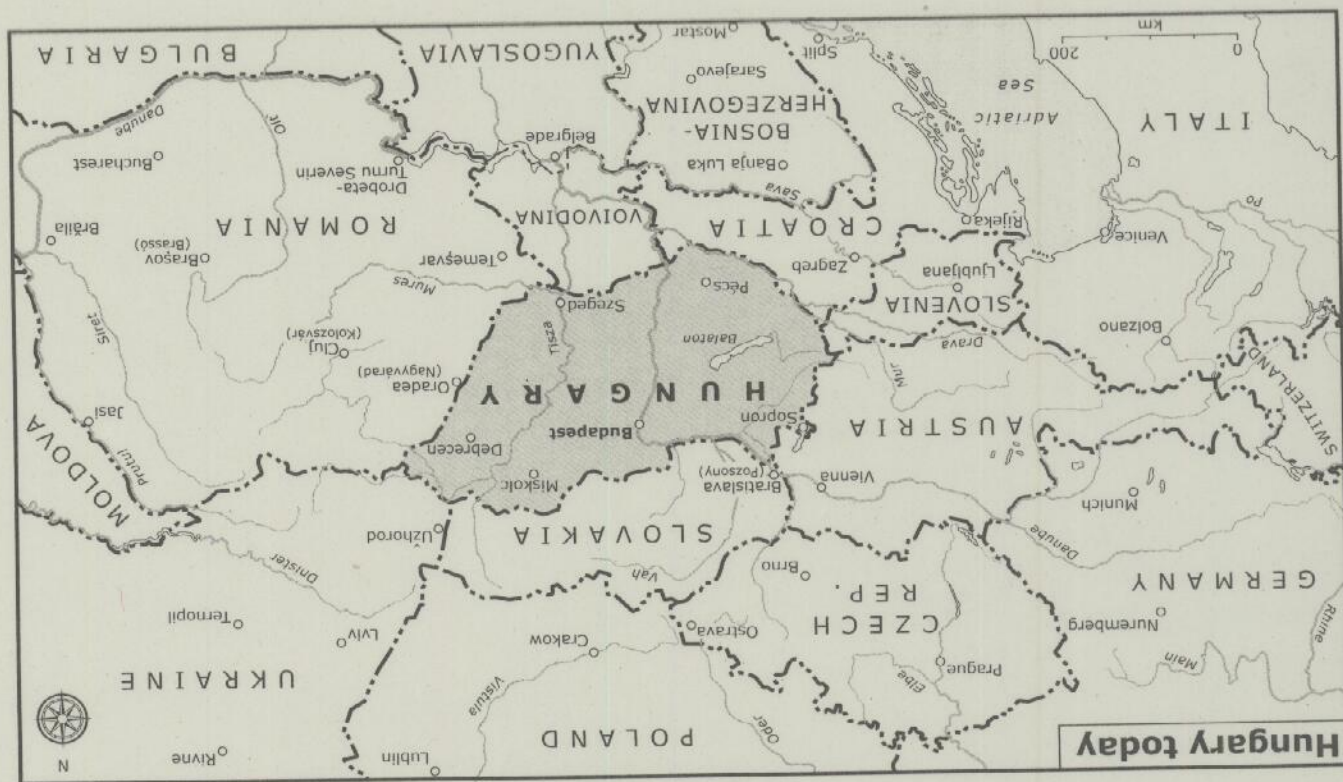 Hungary today
N
POLAND
Lublin
Rivne
Oder
Vistula
Crakow
UKRAINE
Lviv
Ternopil
Dnister
GERMANY
Nuremberg
Main
Rhine
Munich
Danube
CZECH
REP.
Prague
Elbe
Ostrava
Brno
SLOVAKIA
Vah
Bratislava
(Pozsony)
Užhorod
MOLDOVA
Prutul
Jasi
Siret
SWITZERLAND
AUSTRIA
Vienna
Mur
Drava
Bolzano
HUNGARY
Sopron
Budapest
Miskolc
Debrecen
Balaton
Tisza
Pécs
Szeged
Oradea
(Nagyvárad)
Cluj
(Kolozsvár)
Mures
ROMANIA
Temeşvar
Braşov
(Brassó)
Brăila
Drobeta-
Turnu Severin
Bucharest
Olt
Danube
SLOVENIA
Ljubljana
CROATIA
Zagreb
Rijeka
Sava
VOIVODINA
Belgrade
ITALY
Venice
Po
Adriatic
Sea
BOSNIA-
HERZEGOVINA
Banja Luka
Sarajevo
Mostar
Split
YUGOSLAVIA
BULGARIA
0
km
200